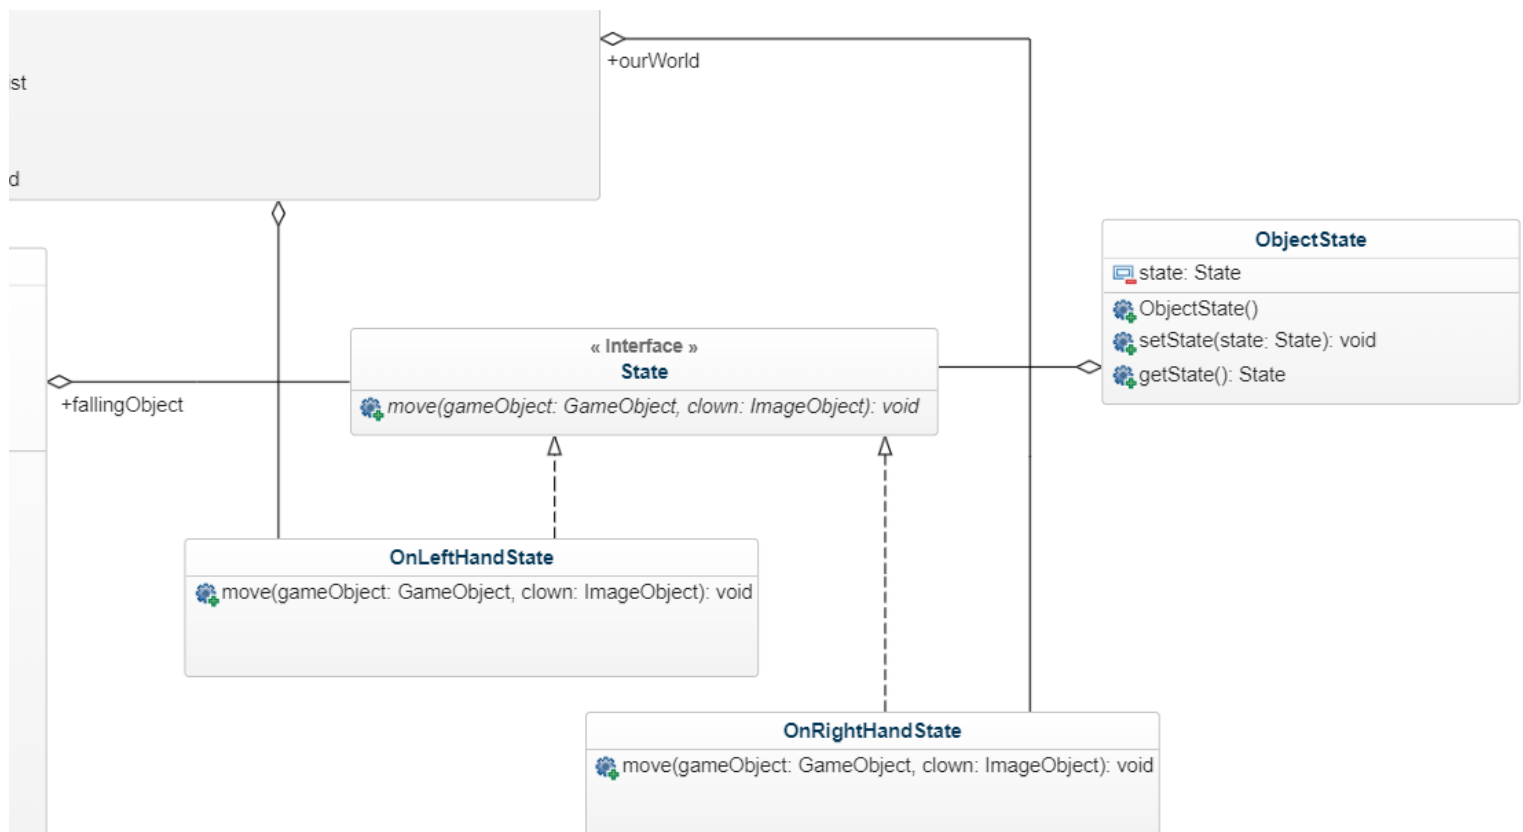 +ourWorld
st
d
ObjectState
state: State
ObjectState()
setState(state: State): void
getState(): State
« Interface »
State
move(gameObject: GameObject, clown: ImageObject): void
+fallingObject
OnLeftHandState
move(gameObject: GameObject, clown: ImageObject): void
OnRightHandState
move(gameObject: GameObject, clown: ImageObject): void